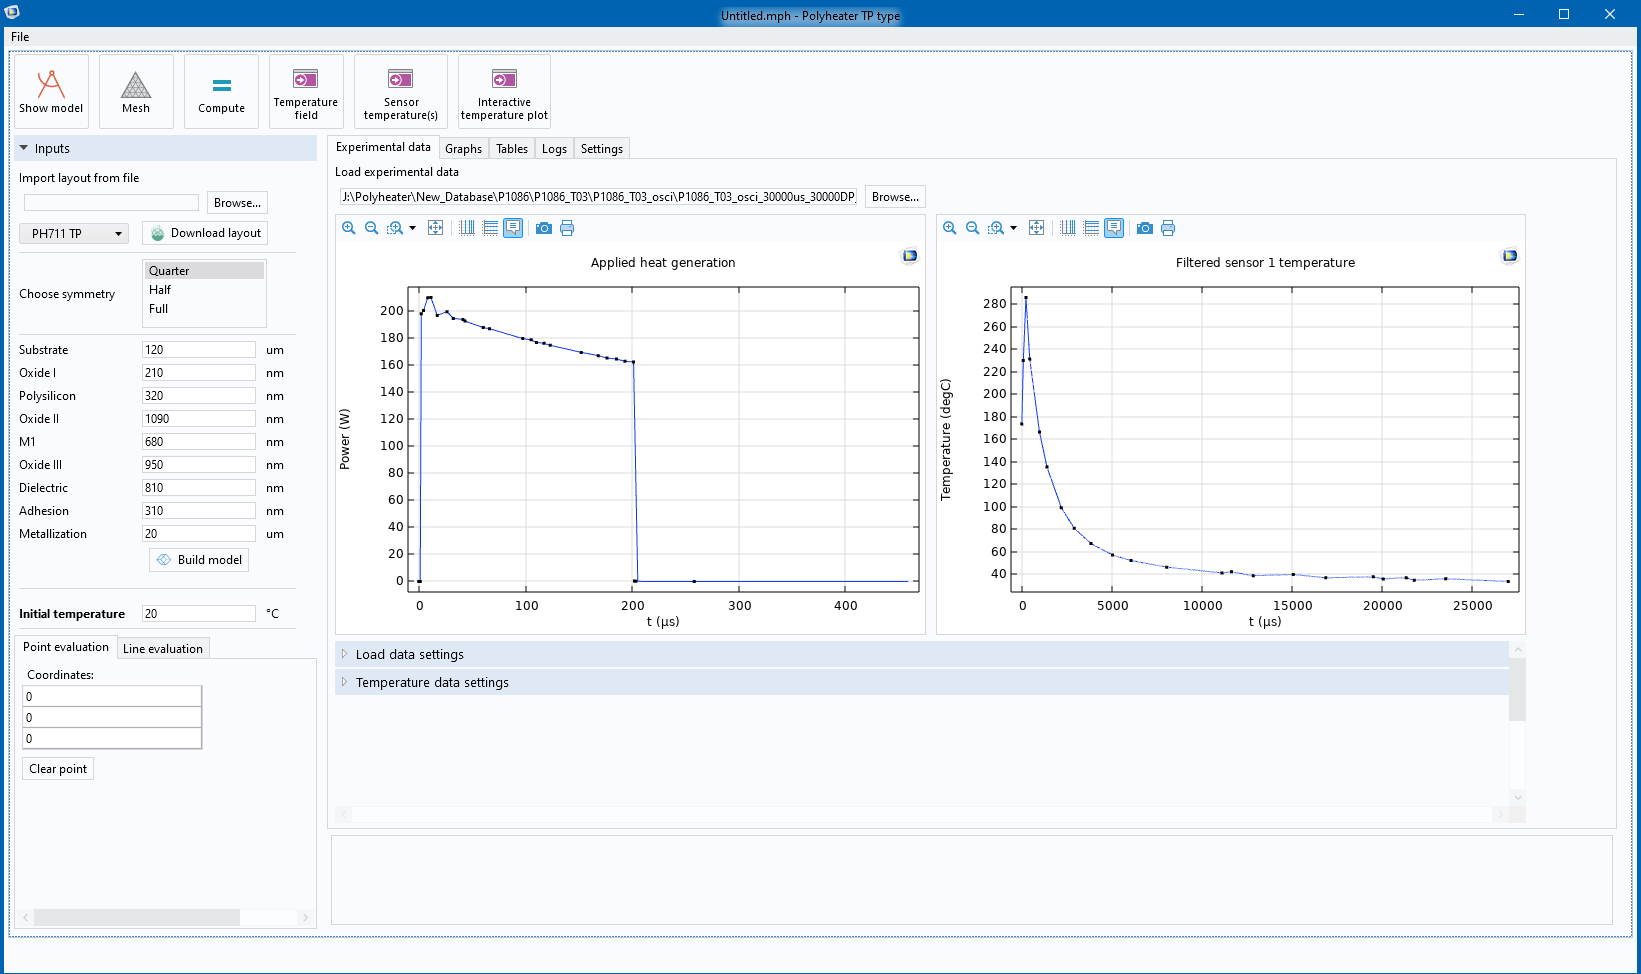 Untitled.mph - Polyheater TP type
File
Show model
Mesh
Compute
Temperature field
Sensor temperature(s)
Interactive temperature plot
Inputs
Import layout from file
Browse...
PH711 TP
Download layout
Choose symmetry
Quarter
Half
Full
Substrate 120 um
Oxide I 210 nm
Polysilicon 320 nm
Oxide II 1090 nm
M1 680 nm
Oxide III 950 nm
Dielectric 810 nm
Adhesion 310 nm
Metallization 20 um
Build model
Initial temperature 20 °C
Point evaluation Line evaluation
Coordinates:
0
0
0
Clear point
Experimental data Graphs Tables Logs Settings
Load experimental data
J:\Polyheater\New_Database\P1086\P1086_T03\P1086_T03_osci\P1086_T03_osci_30000us_30000DP. Browse...
Applied heat generation
Power (W)
200
180
160
140
120
100
80
60
40
20
0
0 100 200 300 400
t (µs)
Filtered sensor 1 temperature
Temperature (degC)
280
260
240
220
200
180
160
140
120
100
80
60
40
0 5000 10000 15000 20000 25000
t (µs)
Load data settings
Temperature data settings